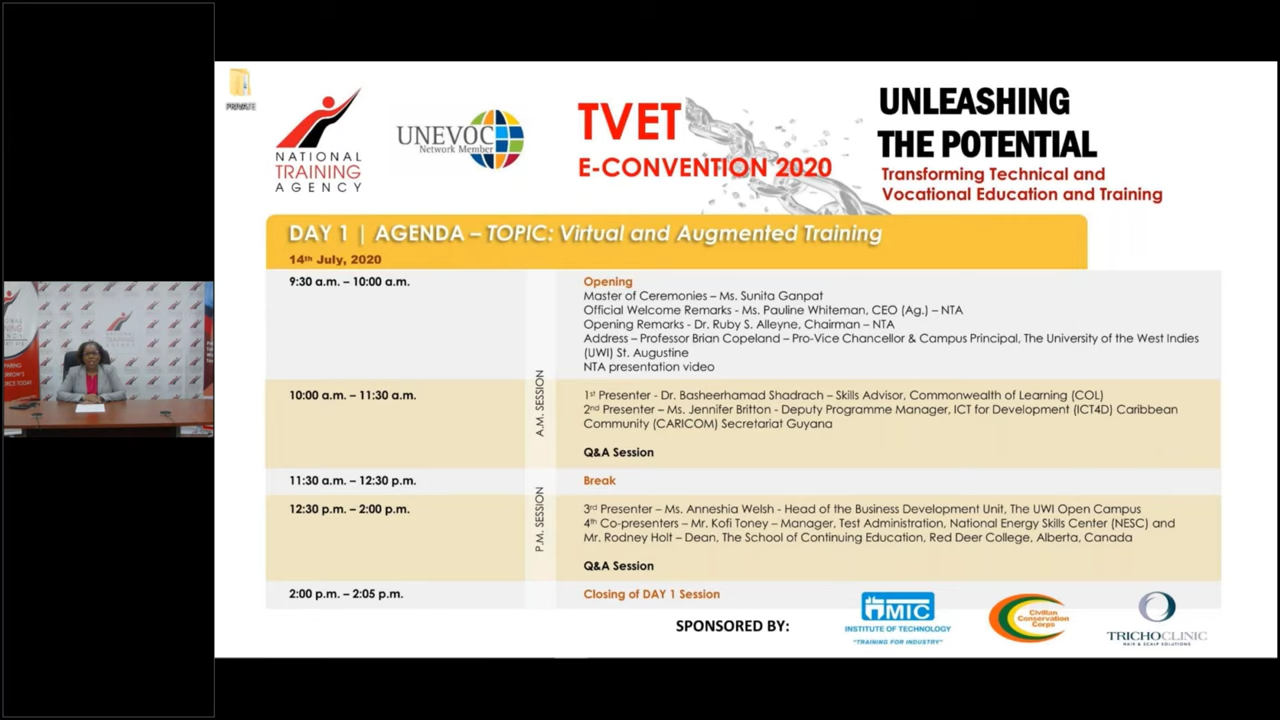 PRIVATE
NATIONAL
TRAINING
AGENCY
UNEVOC
Network Member
TVET
E-CONVENTION 2020
UNLEASHING
THE POTENTIAL
Transforming Technical and
Vocational Education and Training
DAY 1 | AGENDA – TOPIC: Virtual and Augmented Training
14th July, 2020
9:30 a.m. – 10:00 a.m.
Opening
Master of Ceremonies – Ms. Sunita Ganpat
Official Welcome Remarks - Ms. Pauline Whiteman, CEO (Ag.) – NTA
Opening Remarks - Dr. Ruby S. Alleyne, Chairman – NTA
Address – Professor Brian Copeland – Pro-Vice Chancellor & Campus Principal, The University of the West Indies
(UWI) St. Augustine
NTA presentation video
A.M. SESSION
10:00 a.m. – 11:30 a.m.
1st Presenter - Dr. Basheerhamad Shadrach – Skills Advisor, Commonwealth of Learning (COL)
2nd Presenter – Ms. Jennifer Britton - Deputy Programme Manager, ICT for Development (ICT4D) Caribbean
Community (CARICOM) Secretariat Guyana
Q&A Session
11:30 a.m. – 12:30 p.m.
Break
P.M. SESSION
12:30 p.m. – 2:00 p.m.
3rd Presenter – Ms. Anneshia Welsh - Head of the Business Development Unit, The UWI Open Campus
4th Co-presenters – Mr. Kofi Toney – Manager, Test Administration, National Energy Skills Center (NESC) and
Mr. Rodney Holt – Dean, The School of Continuing Education, Red Deer College, Alberta, Canada
Q&A Session
2:00 p.m. – 2:05 p.m.
Closing of DAY 1 Session
SPONSORED BY:
MIC
INSTITUTE OF TECHNOLOGY
"TRAINING FOR INDUSTRY"
Civilian
Conservation
Corps
TRICHOCLINIC
HAIR & SCALP SOLUTIONS